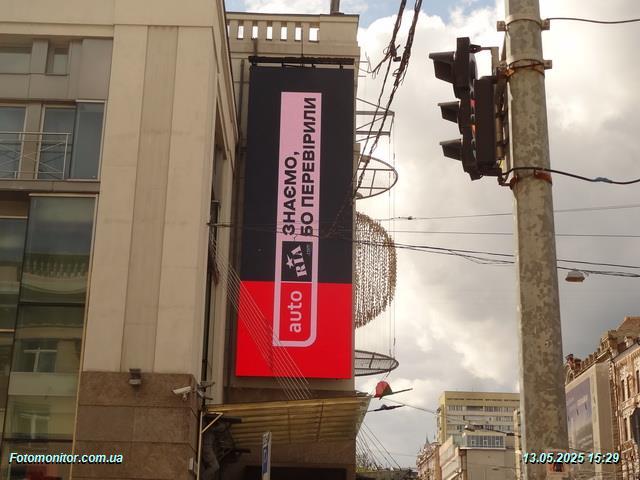 ЗНАЄМО,
БО ПЕРЕВІРИЛИ
auto
RIA
Fotomonitor.com.ua
13.05.2025 15:29